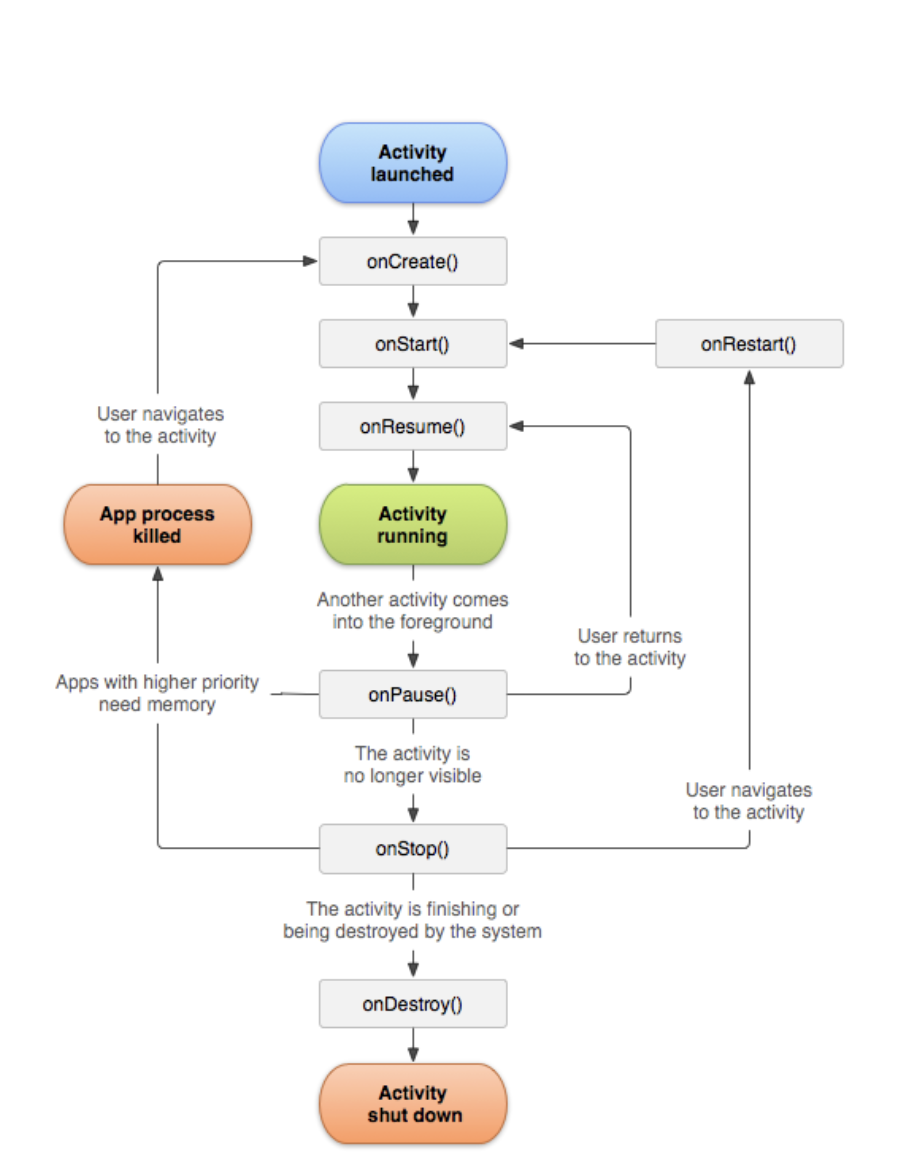 Activity
launched
onCreate()
onStart()
onRestart()
onResume()
User navigates
to the activity
App process
killed
Activity
running
Another activity comes
into the foreground
User returns
to the activity
Apps with higher priority
need memory
onPause()
The activity is
no longer visible
User navigates
to the activity
onStop()
The activity is finishing or
being destroyed by the system
onDestroy()
Activity
shut down